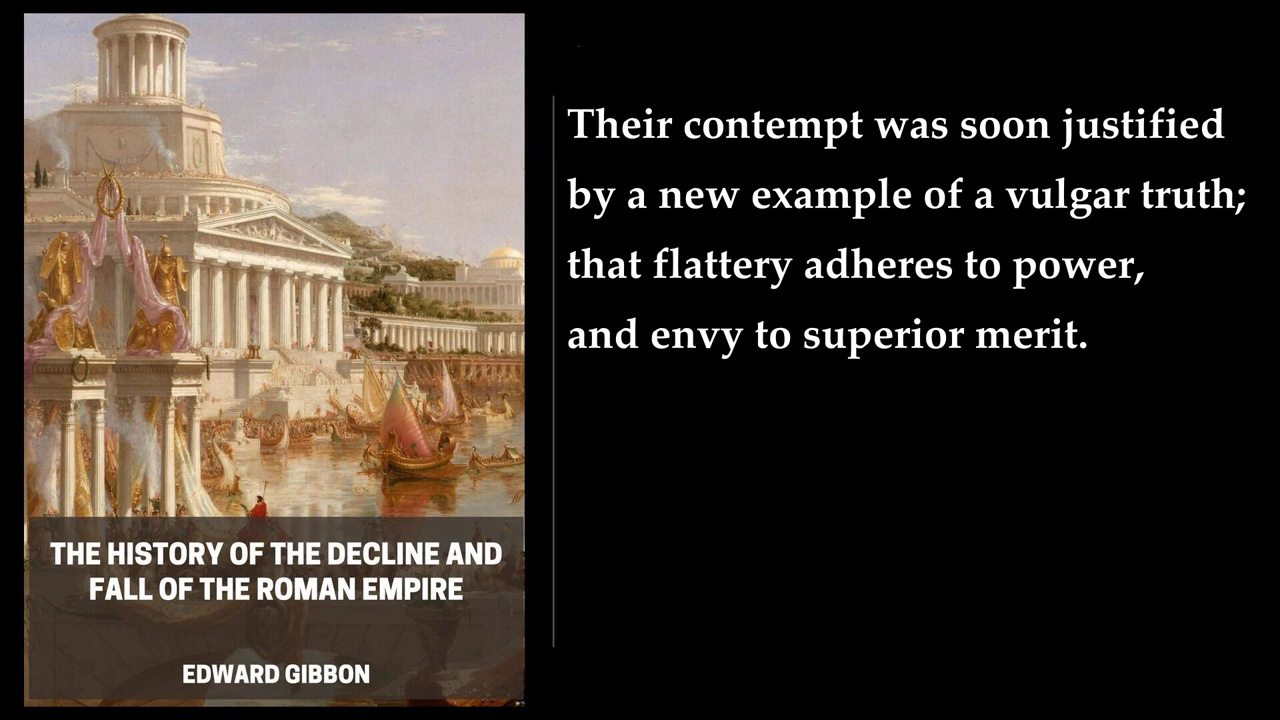 Their contempt was soon justified
by a new example of a vulgar truth;
that flattery adheres to power,
and envy to superior merit.
THE HISTORY OF THE DECLINE AND
FALL OF THE ROMAN EMPIRE
EDWARD GIBBON